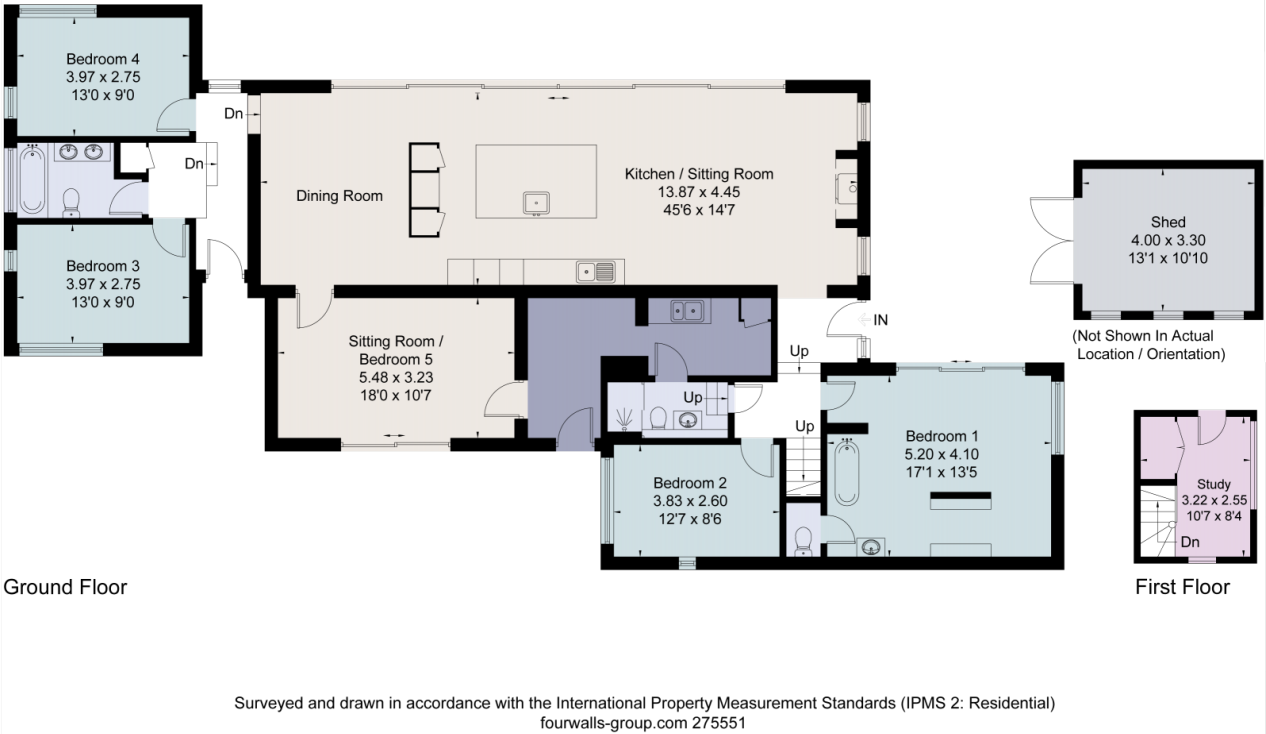 Bedroom 4
3.97 x 2.75
13'0 x 9'0
Dn
Dn
Dining Room
Kitchen / Sitting Room
13.87 x 4.45
45'6 x 14'7
Shed
4.00 x 3.30
13'1 x 10'10
(Not Shown In Actual
Location / Orientation)
Bedroom 3
3.97 x 2.75
13'0 x 9'0
Sitting Room /
Bedroom 5
5.48 x 3.23
18'0 x 10'7
IN
Up
Up
Up
Bedroom 1
5.20 x 4.10
17'1 x 13'5
Bedroom 2
3.83 x 2.60
12'7 x 8'6
Study
3.22 x 2.55
10'7 x 8'4
Dn
Ground Floor
First Floor
Surveyed and drawn in accordance with the International Property Measurement Standards (IPMS 2: Residential)
fourwalls-group.com 275551